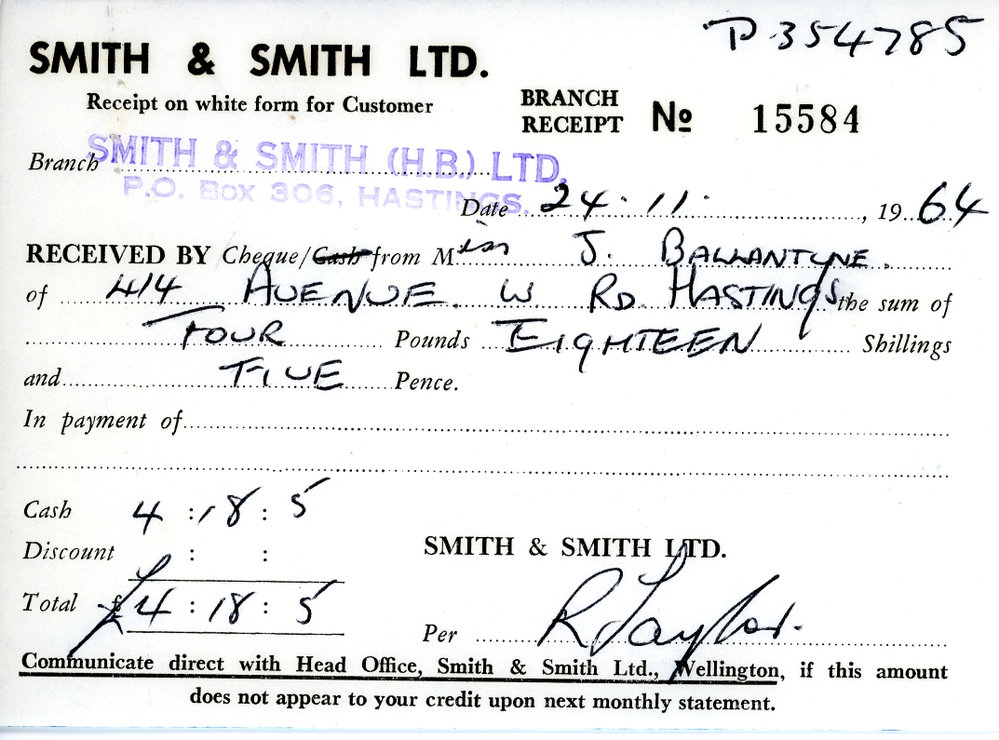 P354785
SMITH & SMITH LTD.
Receipt on white form for Customer
BRANCH
RECEIPT No 15584
Branch SMITH & SMITH (H.B.) LTD.
P.O. Box 306, HASTINGS.
Date 24.11. , 1964
RECEIVED BY Cheque/Cash from Miss J. BALLANTYNE.
of 414 AVENUE W RD HASTINGS the sum of
FOUR Pounds EIGHTEEN Shillings
and FIVE Pence.
In payment of
Cash 4 : 18 : 5
Discount : :
SMITH & SMITH LTD.
Total £4 : 18 : 5
Per R Taylor.
Communicate direct with Head Office, Smith & Smith Ltd., Wellington, if this amount
does not appear to your credit upon next monthly statement.